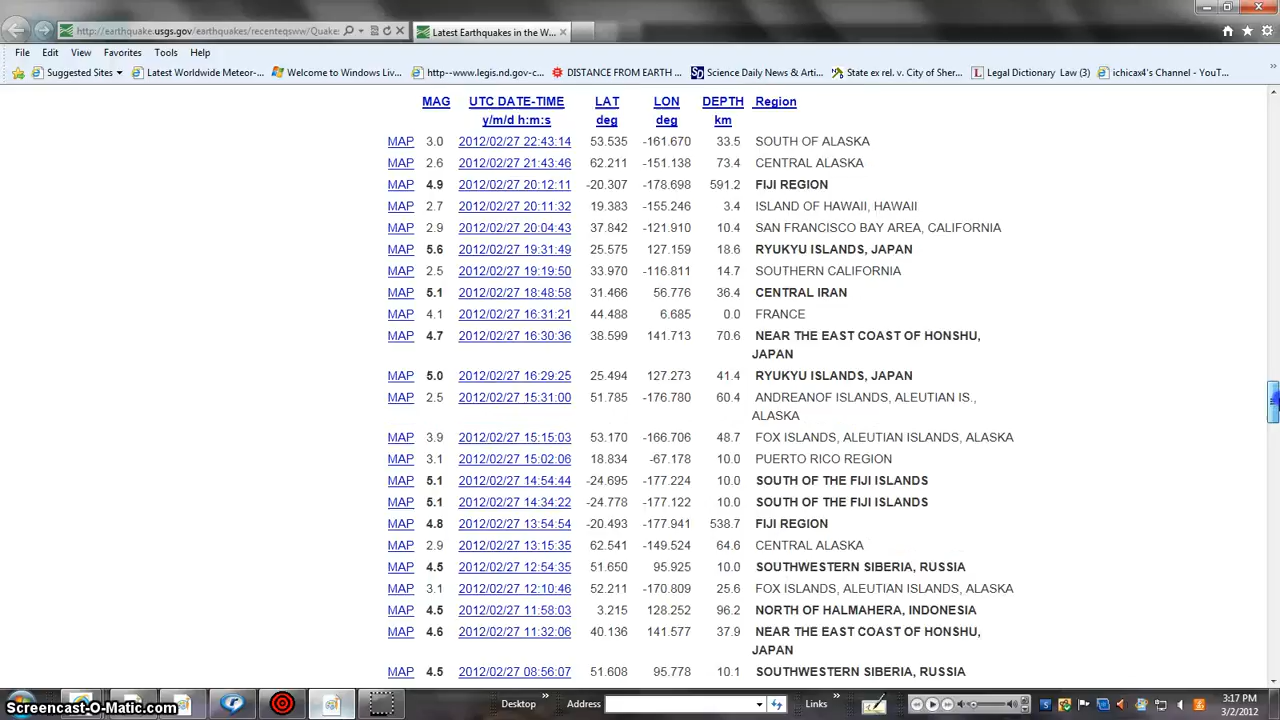 http://earthquake.usgs.gov/earthquakes/recenteqsww/Quake
Latest Earthquakes in the W...
File Edit View Favorites Tools Help
Suggested Sites Latest Worldwide Meteor-... Welcome to Windows Liv... http--www.legis.nd.gov-c... DISTANCE FROM EARTH ... Science Daily News & Arti... State ex rel. v. City of Sher... Legal Dictionary Law (3) ichicax4's Channel - YouT...
MAG UTC DATE-TIME LAT LON DEPTH Region
y/m/d h:m:s deg deg km
MAP 3.0 2012/02/27 22:43:14 53.535 -161.670 33.5 SOUTH OF ALASKA
MAP 2.6 2012/02/27 21:43:46 62.211 -151.138 73.4 CENTRAL ALASKA
MAP 4.9 2012/02/27 20:12:11 -20.307 -178.698 591.2 FIJI REGION
MAP 2.7 2012/02/27 20:11:32 19.383 -155.246 3.4 ISLAND OF HAWAII, HAWAII
MAP 2.9 2012/02/27 20:04:43 37.842 -121.910 10.4 SAN FRANCISCO BAY AREA, CALIFORNIA
MAP 5.6 2012/02/27 19:31:49 25.575 127.159 18.6 RYUKYU ISLANDS, JAPAN
MAP 2.5 2012/02/27 19:19:50 33.970 -116.811 14.7 SOUTHERN CALIFORNIA
MAP 5.1 2012/02/27 18:48:58 31.466 56.776 36.4 CENTRAL IRAN
MAP 4.1 2012/02/27 16:31:21 44.488 6.685 0.0 FRANCE
MAP 4.7 2012/02/27 16:30:36 38.599 141.713 70.6 NEAR THE EAST COAST OF HONSHU,
JAPAN
MAP 5.0 2012/02/27 16:29:25 25.494 127.273 41.4 RYUKYU ISLANDS, JAPAN
MAP 2.5 2012/02/27 15:31:00 51.785 -176.780 60.4 ANDREANOF ISLANDS, ALEUTIAN IS.,
ALASKA
MAP 3.9 2012/02/27 15:15:03 53.170 -166.706 48.7 FOX ISLANDS, ALEUTIAN ISLANDS, ALASKA
MAP 3.1 2012/02/27 15:02:06 18.834 -67.178 10.0 PUERTO RICO REGION
MAP 5.1 2012/02/27 14:54:44 -24.695 -177.224 10.0 SOUTH OF THE FIJI ISLANDS
MAP 5.1 2012/02/27 14:34:22 -24.778 -177.122 10.0 SOUTH OF THE FIJI ISLANDS
MAP 4.8 2012/02/27 13:54:54 -20.493 -177.941 538.7 FIJI REGION
MAP 2.9 2012/02/27 13:15:35 62.541 -149.524 64.6 CENTRAL ALASKA
MAP 4.5 2012/02/27 12:54:35 51.650 95.925 10.0 SOUTHWESTERN SIBERIA, RUSSIA
MAP 3.1 2012/02/27 12:10:46 52.211 -170.809 25.6 FOX ISLANDS, ALEUTIAN ISLANDS, ALASKA
MAP 4.5 2012/02/27 11:58:03 3.215 128.252 96.2 NORTH OF HALMAHERA, INDONESIA
MAP 4.6 2012/02/27 11:32:06 40.136 141.577 37.9 NEAR THE EAST COAST OF HONSHU,
JAPAN
MAP 4.5 2012/02/27 08:56:07 51.608 95.778 10.1 SOUTHWESTERN SIBERIA, RUSSIA
Screencast-O-Matic.com
Desktop Address Links
3:17 PM
3/2/2012